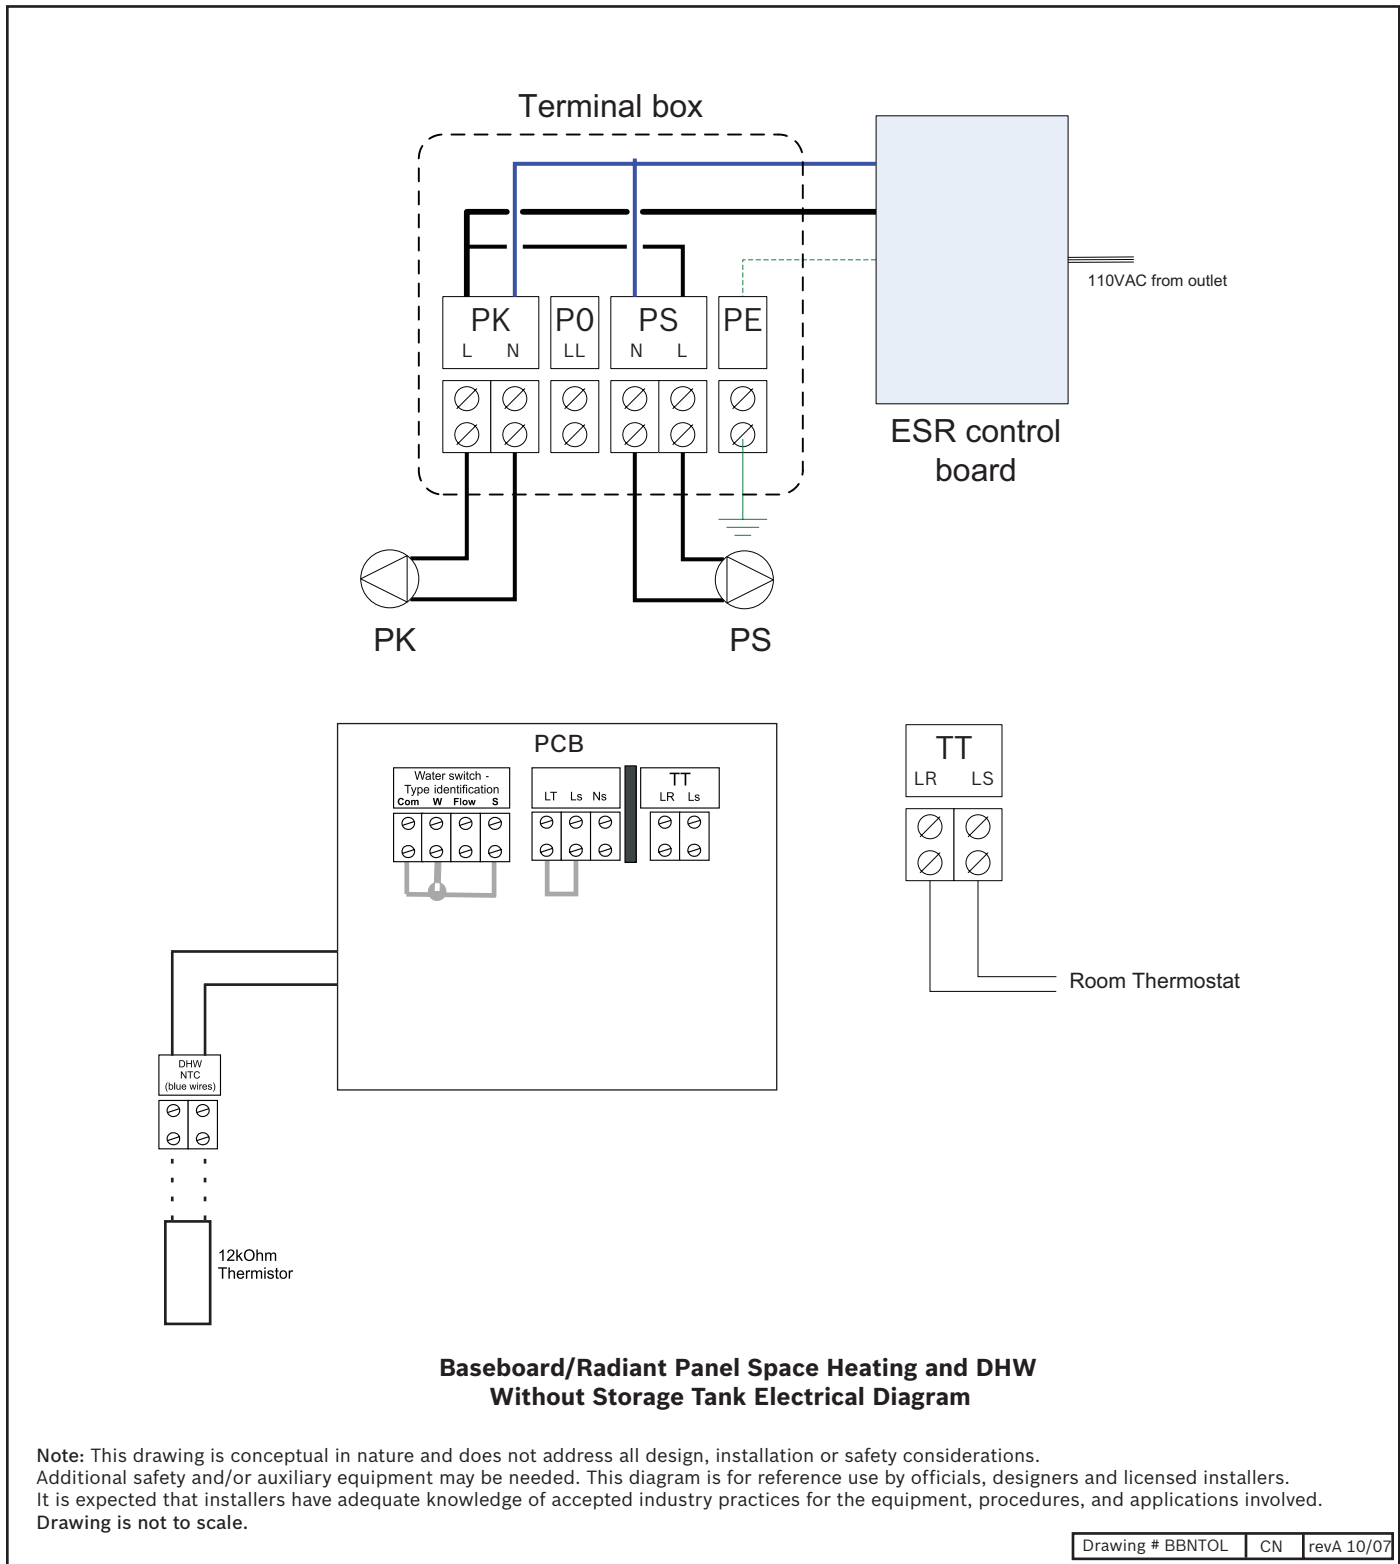 Terminal box
110VAC from outlet
PK
L N
PO
LL
PS
N L
PE
ESR control
board
PK
PS
PCB
Water switch -
Type identification
Com W Flow S
LT Ls Ns
TT
LR Ls
TT
LR LS
Room Thermostat
DHW
NTC
(blue wires)
12kOhm
Thermistor
Baseboard/Radiant Panel Space Heating and DHW
Without Storage Tank Electrical Diagram
Note: This drawing is conceptual in nature and does not address all design, installation or safety considerations.
Additional safety and/or auxiliary equipment may be needed. This diagram is for reference use by officials, designers and licensed installers.
It is expected that installers have adequate knowledge of accepted industry practices for the equipment, procedures, and applications involved.
Drawing is not to scale.
Drawing # BBNTOL CN revA 10/07